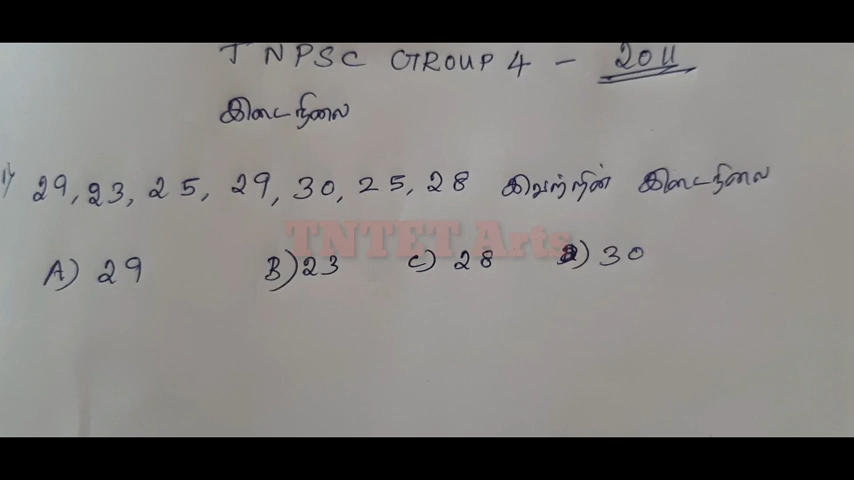 TNPSC GROUP 4 - 2011
இடைநிலை
1) 29, 23, 25, 29, 30, 25, 28 இவற்றின் இடைநிலை
TNTET Arts
A) 29 B) 23 C) 28 D) 30